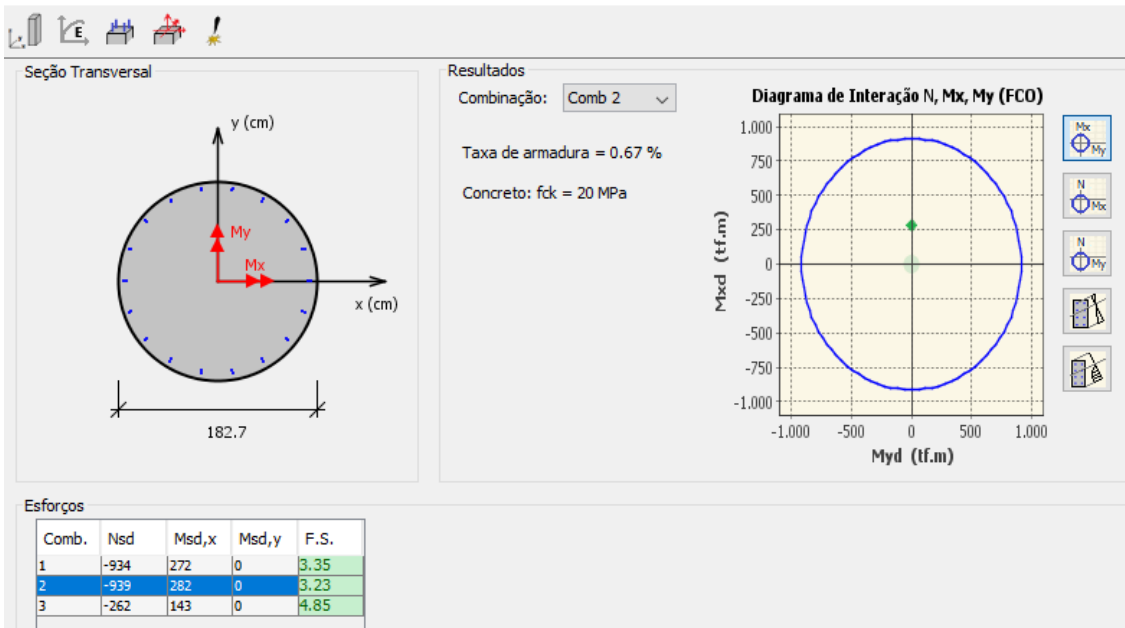 E
Seção Transversal
y (cm)
My
Mx
x (cm)
182.7
Resultados
Combinação: Comb 2
Taxa de armadura = 0.67 %
Concreto: fck = 20 MPa
Diagrama de Interação N, Mx, My (FCO)
Mxd (tf.m)
1.000
750
500
250
0
-250
-500
-750
-1.000
-1.000 -500 0 500 1.000
Myd (tf.m)
Mx
My
N
Mx
N
My
Esforços
Comb. Nsd Msd,x Msd,y F.S.
1 -934 272 0 3.35
2 -939 282 0 3.23
3 -262 143 0 4.85